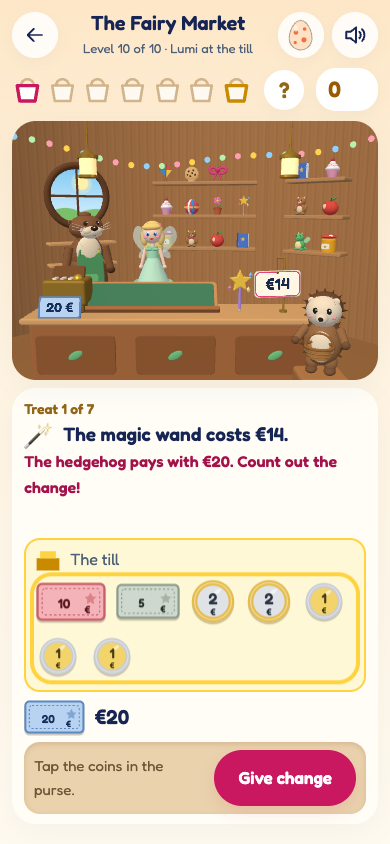 The Fairy Market
Level 10 of 10 · Lumi at the till
?
0
€14
20 €
Treat 1 of 7
The magic wand costs €14.
The hedgehog pays with €20. Count out the
change!
The till
10 €
5 €
2 €
2 €
1 €
1 €
1 €
20 €
€20
Tap the coins in the
purse.
Give change